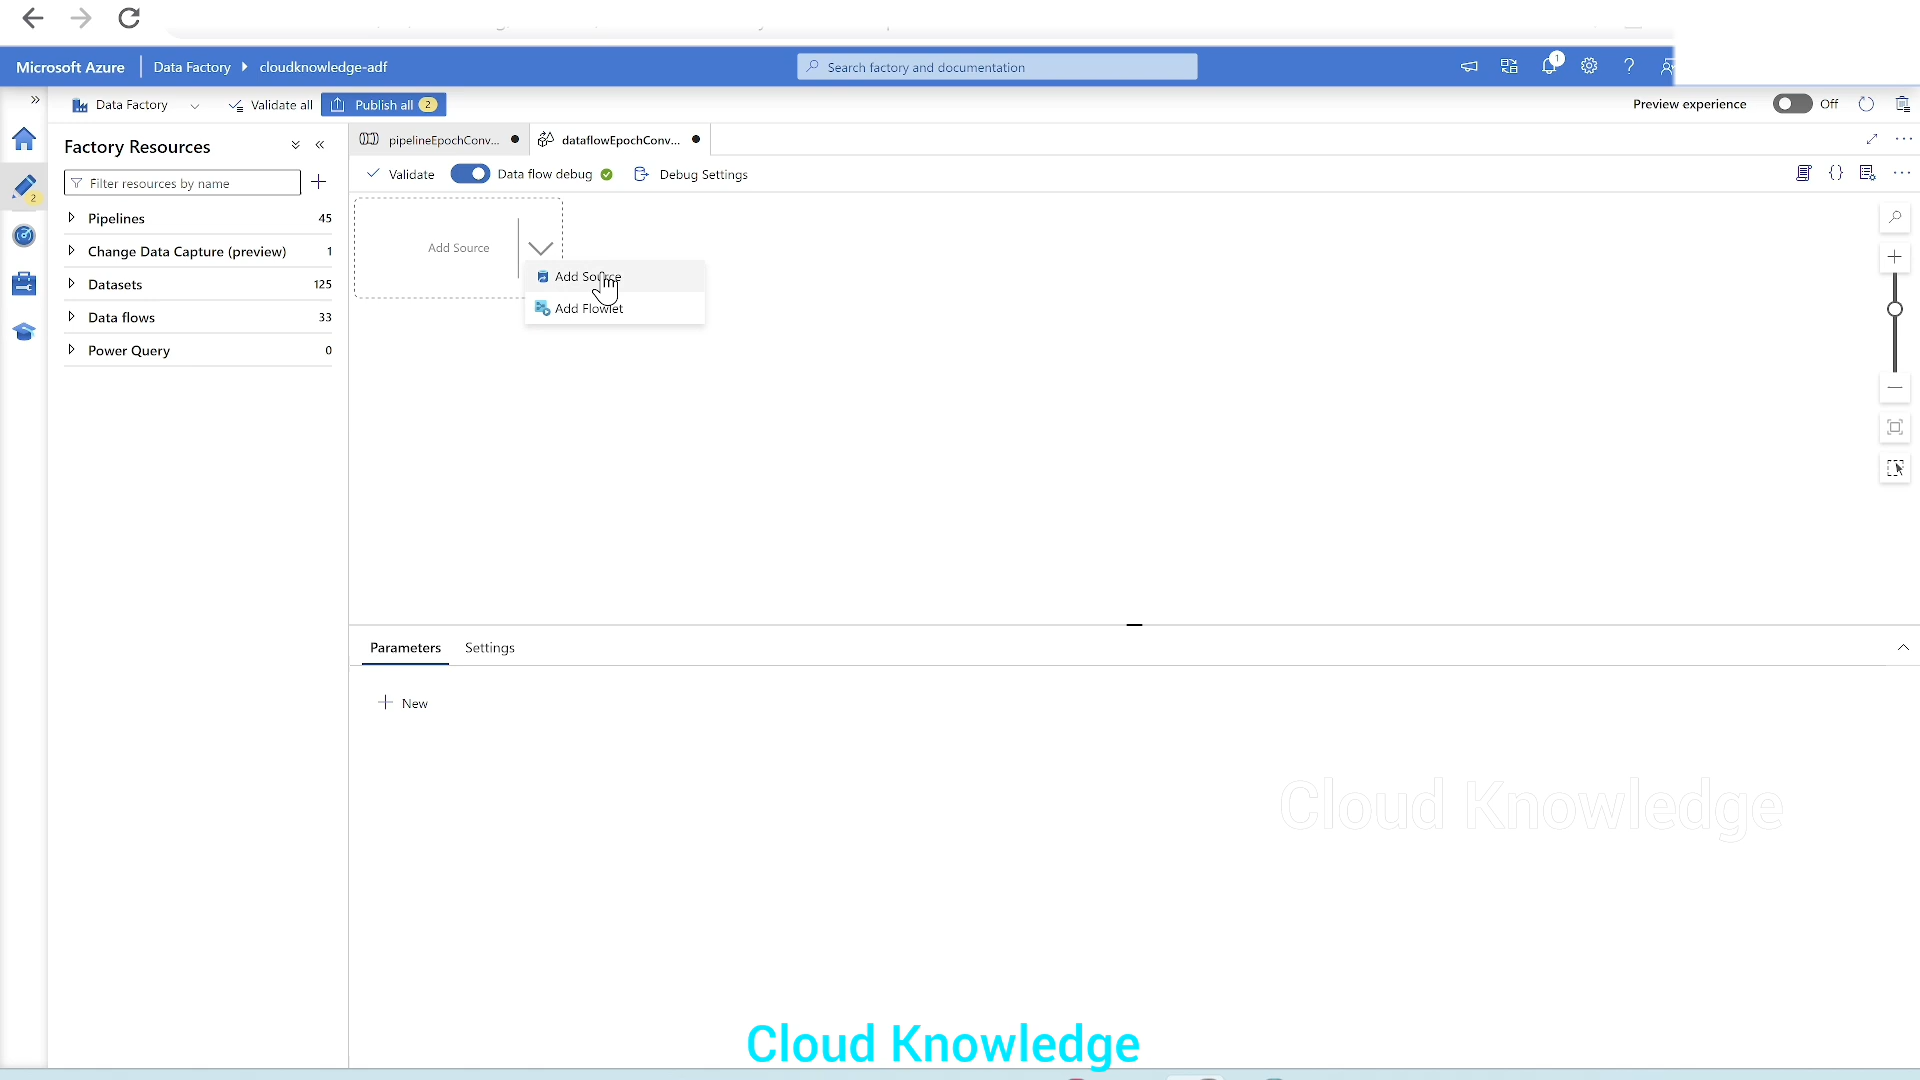 Microsoft Azure
Data Factory
cloudknowledge-adf
Search factory and documentation
1
Data Factory
Validate all
Publish all 2
Preview experience
Off
Factory Resources
Filter resources by name
2
Pipelines 45
Change Data Capture (preview) 1
Datasets 125
Data flows 33
Power Query 0
pipelineEpochConv...
dataflowEpochConv...
Validate
Data flow debug
Debug Settings
Add Source
Add Source
Add Flowlet
Parameters
Settings
New
Cloud Knowledge
Cloud Knowledge